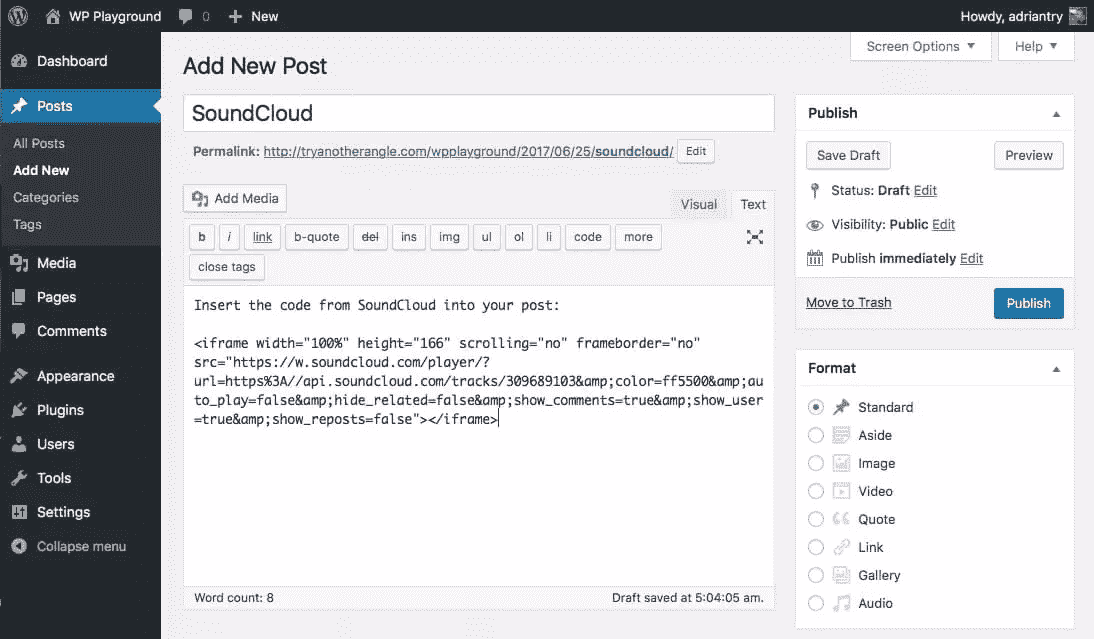 WP Playground 0 + New Howdy, adriantry
Dashboard
Posts
All Posts
Add New
Categories
Tags
Media
Pages
Comments
Appearance
Plugins
Users
Tools
Settings
Collapse menu
Screen Options Help
Add New Post
SoundCloud
Permalink: http://tryanotherangle.com/wpplayground/2017/06/25/soundcloud/ Edit
Add Media
Visual Text
b i link b-quote del ins img ul ol li code more
close tags
Insert the code from SoundCloud into your post:
<iframe width="100%" height="166" scrolling="no" frameborder="no"
src="https://w.soundcloud.com/player/?
url=https%3A//api.soundcloud.com/tracks/309689103&amp;color=ff5500&amp;au
to_play=false&amp;hide_related=false&amp;show_comments=true&amp;show_user
=true&amp;show_reposts=false"></iframe>
Word count: 8 Draft saved at 5:04:05 am.
Publish
Save Draft Preview
Status: Draft Edit
Visibility: Public Edit
Publish immediately Edit
Move to Trash Publish
Format
Standard
Aside
Image
Video
Quote
Link
Gallery
Audio